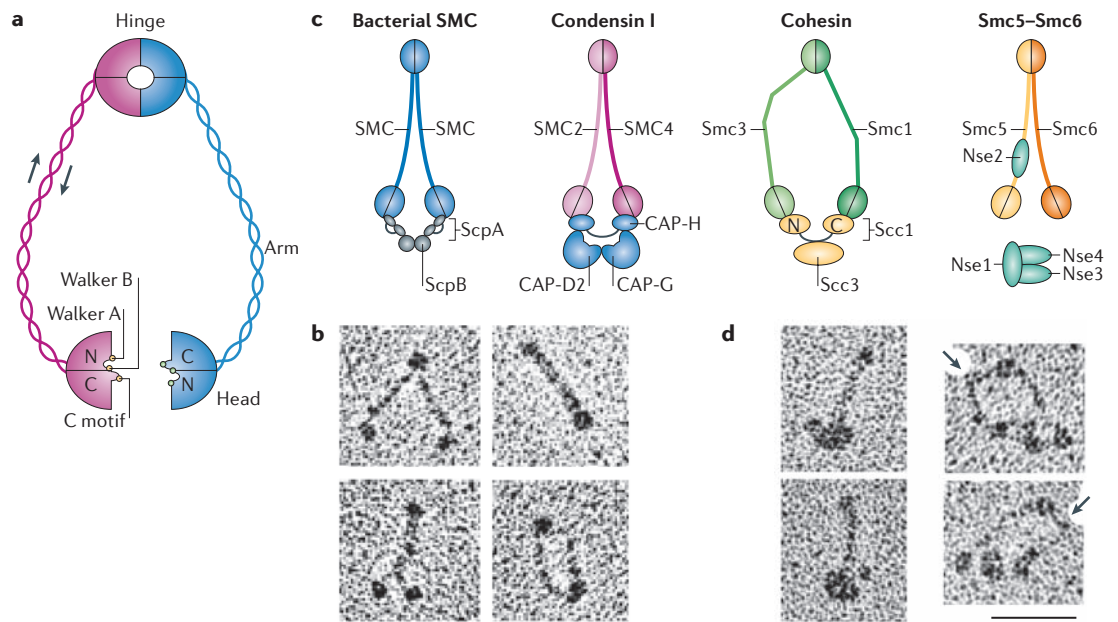 a
Hinge
Arm
Walker B
Walker A
N
C
C
N
C motif
Head
c
Bacterial SMC
SMC
SMC
ScpA
ScpB
Condensin I
SMC2
SMC4
CAP-H
CAP-D2
CAP-G
Cohesin
Smc3
Smc1
N
C
Scc1
Scc3
Smc5–Smc6
Smc5
Smc6
Nse2
Nse1
Nse4
Nse3
b
d